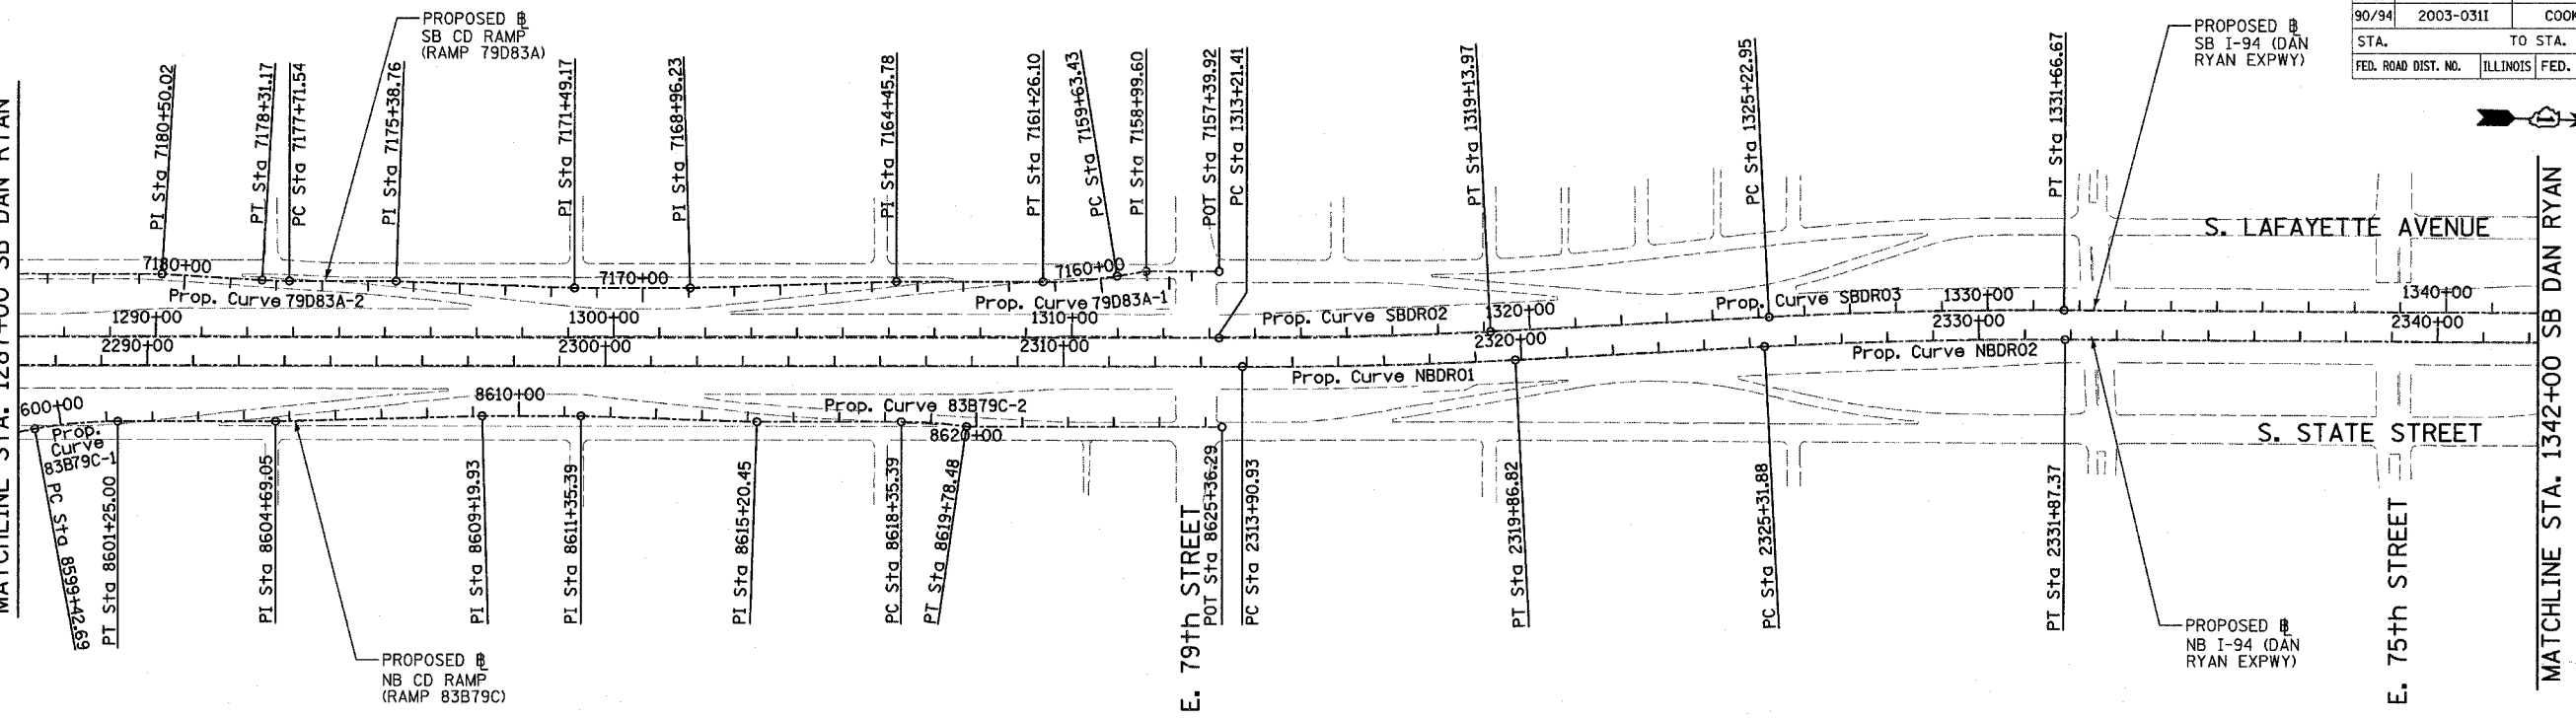 PROPOSED BL
SB CD RAMP
(RAMP 79D83A)
PROPOSED BL
SB I-94 (DAN
RYAN EXPWY)
90/94 2003-031I COOK
STA. TO STA.
FED. ROAD DIST. NO. ILLINOIS FED.
MATCHLINE STA. 1287+00 SB DAN RYAN
PI Sta 7180+50.02
PT Sta 7178+31.17
PC Sta 7177+71.54
PI Sta 7175+38.76
PI Sta 7171+49.17
PI Sta 7168+96.23
PI Sta 7164+45.78
PT Sta 7161+26.10
PC Sta 7159+63.43
PI Sta 7158+99.60
POT Sta 7157+39.92
PC Sta 1313+21.41
PT Sta 1319+13.97
PC Sta 1325+22.95
PT Sta 1331+66.67
S. LAFAYETTE AVENUE
7180+00
7170+00
7160+00
Prop. Curve 79D83A-2
Prop. Curve 79D83A-1
1290+00
1300+00
1310+00
Prop. Curve SBDR02
1320+00
Prop. Curve SBDR03
1330+00
1340+00
2290+00
2300+00
2310+00
2320+00
2330+00
2340+00
Prop. Curve NBDR01
Prop. Curve NBDR02
600+00
8610+00
Prop. Curve 83B79C-2
8620+00
Prop.
Curve
83B79C-1
S. STATE STREET
PC Sta 8599+42.69
PT Sta 8601+25.00
PI Sta 8604+69.05
PI Sta 8609+19.93
PI Sta 8611+35.39
PI Sta 8615+20.45
PC Sta 8618+35.39
PT Sta 8619+78.48
E. 79th STREET
POT Sta 8625+36.29
PC Sta 2313+90.93
PT Sta 2319+86.82
PC Sta 2325+31.88
PT Sta 2331+87.37
E. 75th STREET
MATCHLINE STA. 1342+00 SB DAN RYAN
PROPOSED BL
NB CD RAMP
(RAMP 83B79C)
PROPOSED BL
NB I-94 (DAN
RYAN EXPWY)